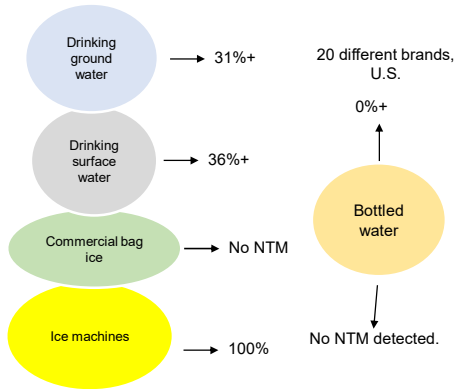 Drinking
ground
water
31%+
Drinking
surface
water
36%+
Commercial bag
ice
No NTM
Ice machines
100%
20 different brands,
U.S.
0%+
Bottled
water
No NTM detected.